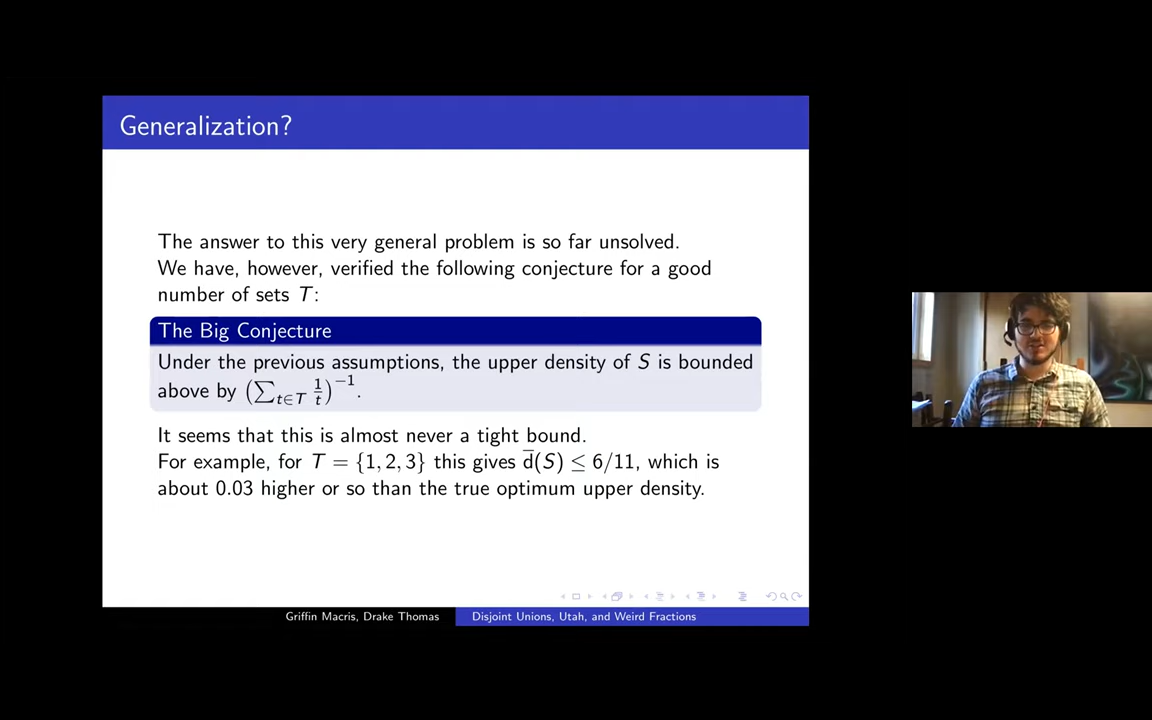 Generalization?
The answer to this very general problem is so far unsolved.
We have, however, verified the following conjecture for a good
number of sets T:
The Big Conjecture
Under the previous assumptions, the upper density of S is bounded
above by (∑_{t∈T} 1/t)^{-1}.
It seems that this is almost never a tight bound.
For example, for T = {1, 2, 3} this gives d̅(S) ≤ 6/11, which is
about 0.03 higher or so than the true optimum upper density.
Griffin Macris, Drake Thomas
Disjoint Unions, Utah, and Weird Fractions